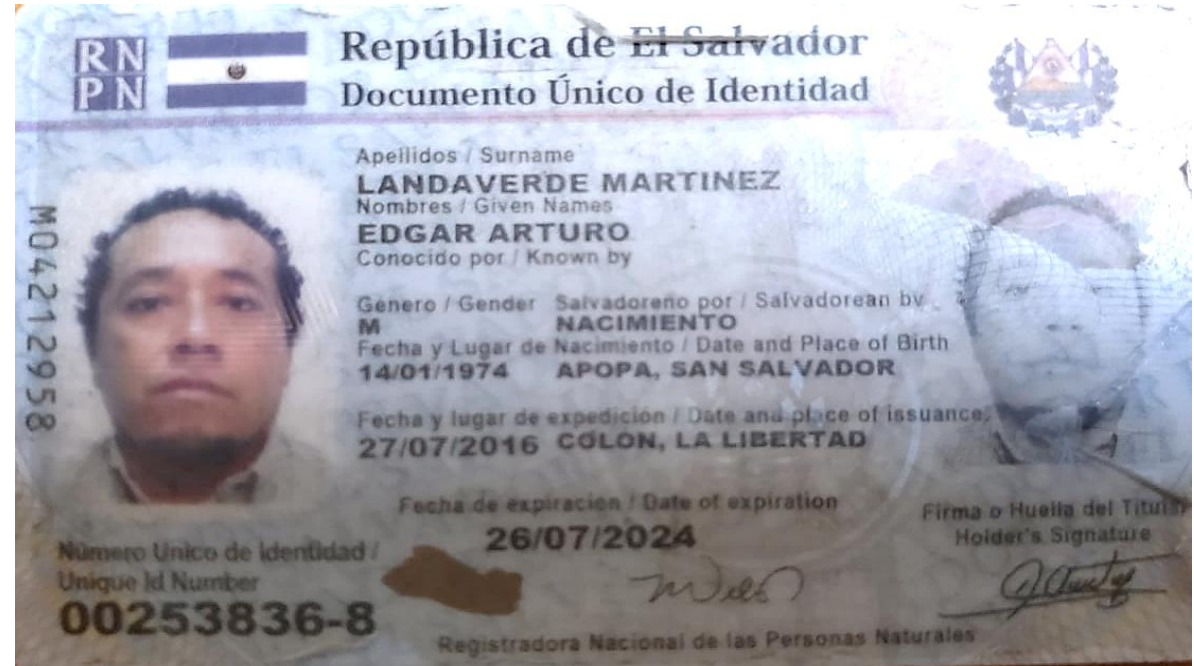 RN
PN
República de El Salvador
Documento Único de Identidad
Apellidos / Surname
LANDAVERDE MARTINEZ
Nombres / Given Names
EDGAR ARTURO
Conocido por / Known by
Género / Gender Salvadoreño por / Salvadorean by
M NACIMIENTO
Fecha y Lugar de Nacimiento / Date and Place of Birth
14/01/1974 APOPA, SAN SALVADOR
Fecha y lugar de expedición / Date and place of issuance
27/07/2016 COLON, LA LIBERTAD
Fecha de expiración / Date of expiration
26/07/2024
Firma o Huella del Titular
Holder's Signature
Número Unico de Identidad /
Unique Id Number
00253836-8
Registradora Nacional de las Personas Naturales
M04212958